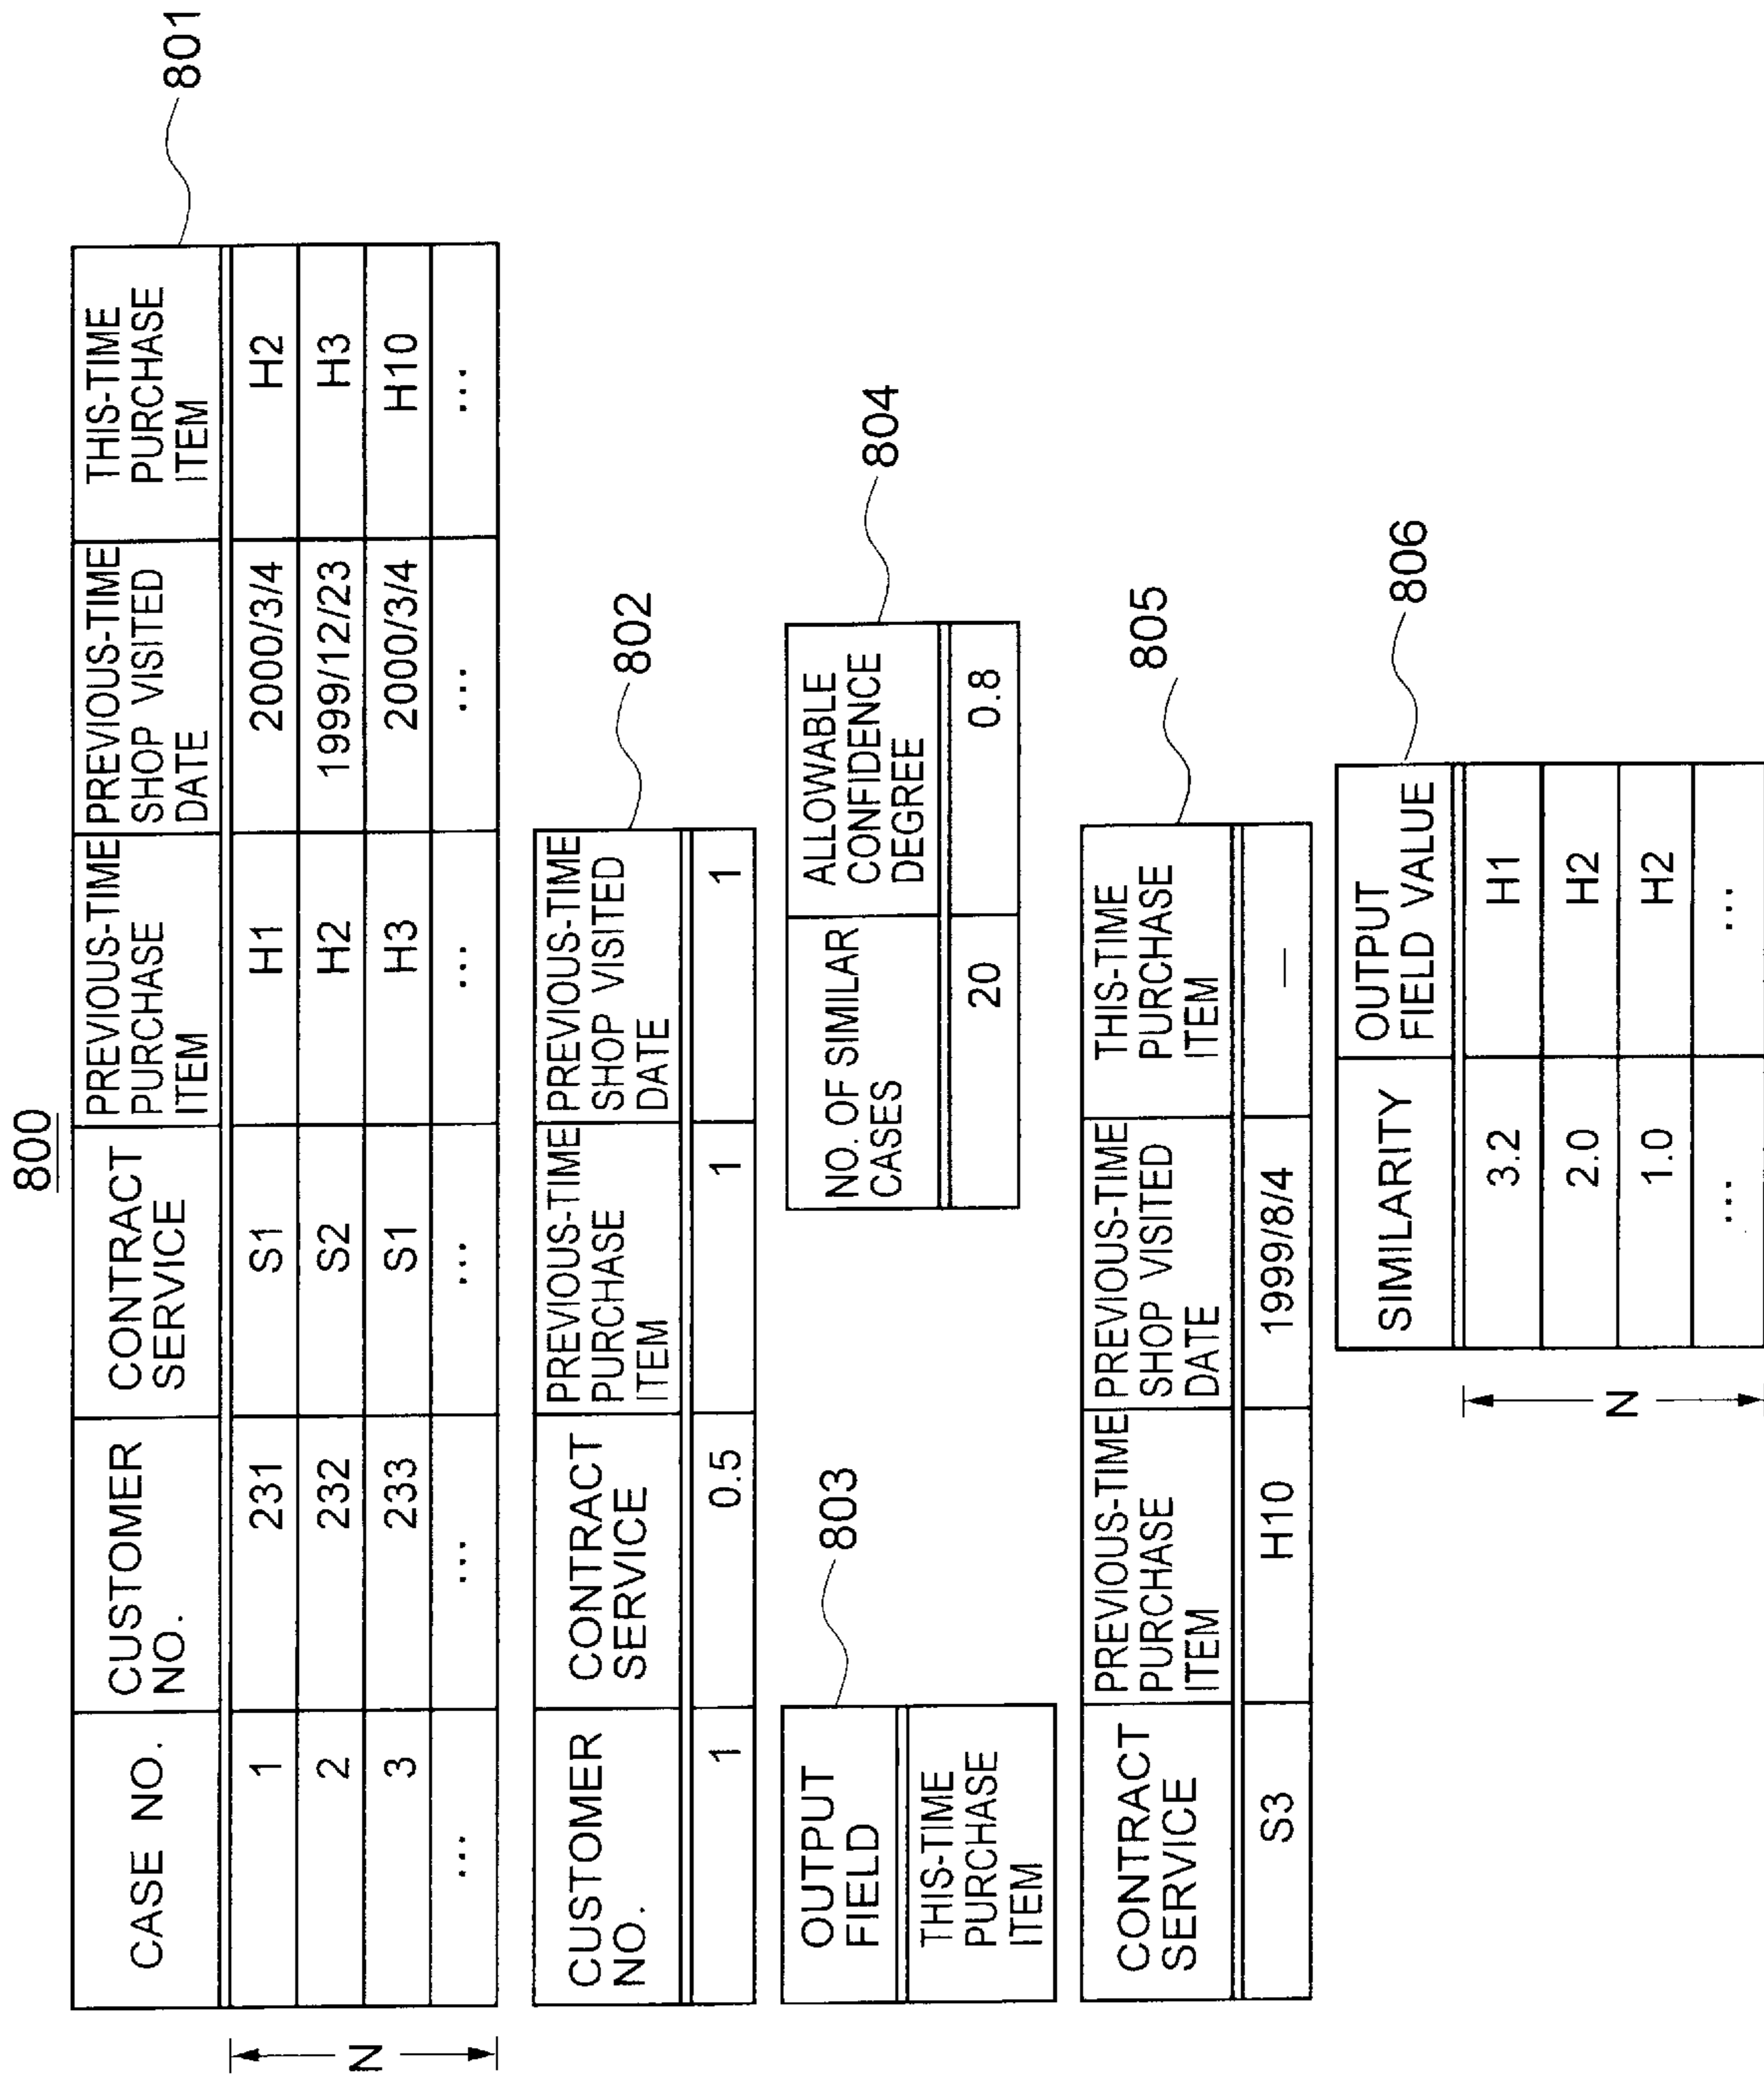 800
CASE NO.
CUSTOMER
NO.
CONTRACT
SERVICE
PREVIOUS-TIME
PURCHASE
ITEM
PREVIOUS-TIME
SHOP VISITED
DATE
THIS-TIME
PURCHASE
ITEM
801
1 231 S1 H1 2000/3/4 H2
2 232 S2 H2 1999/12/23 H3
3 233 S1 H3 2000/3/4 H10
... ... ... ... ... ...
N
CUSTOMER
NO.
CONTRACT
SERVICE
PREVIOUS-TIME
PURCHASE
ITEM
PREVIOUS-TIME
SHOP VISITED
DATE
802
1 0.5 1 1
OUTPUT
FIELD
803
THIS-TIME
PURCHASE
ITEM
NO. OF SIMILAR
CASES
ALLOWABLE
CONFIDENCE
DEGREE
804
20 0.8
CONTRACT
SERVICE
PREVIOUS-TIME
PURCHASE
ITEM
PREVIOUS-TIME
SHOP VISITED
DATE
THIS-TIME
PURCHASE
ITEM
805
S3 H10 1999/8/4 —
SIMILARITY
OUTPUT
FIELD VALUE
806
3.2 H1
2.0 H2
1.0 H2
... ...
N